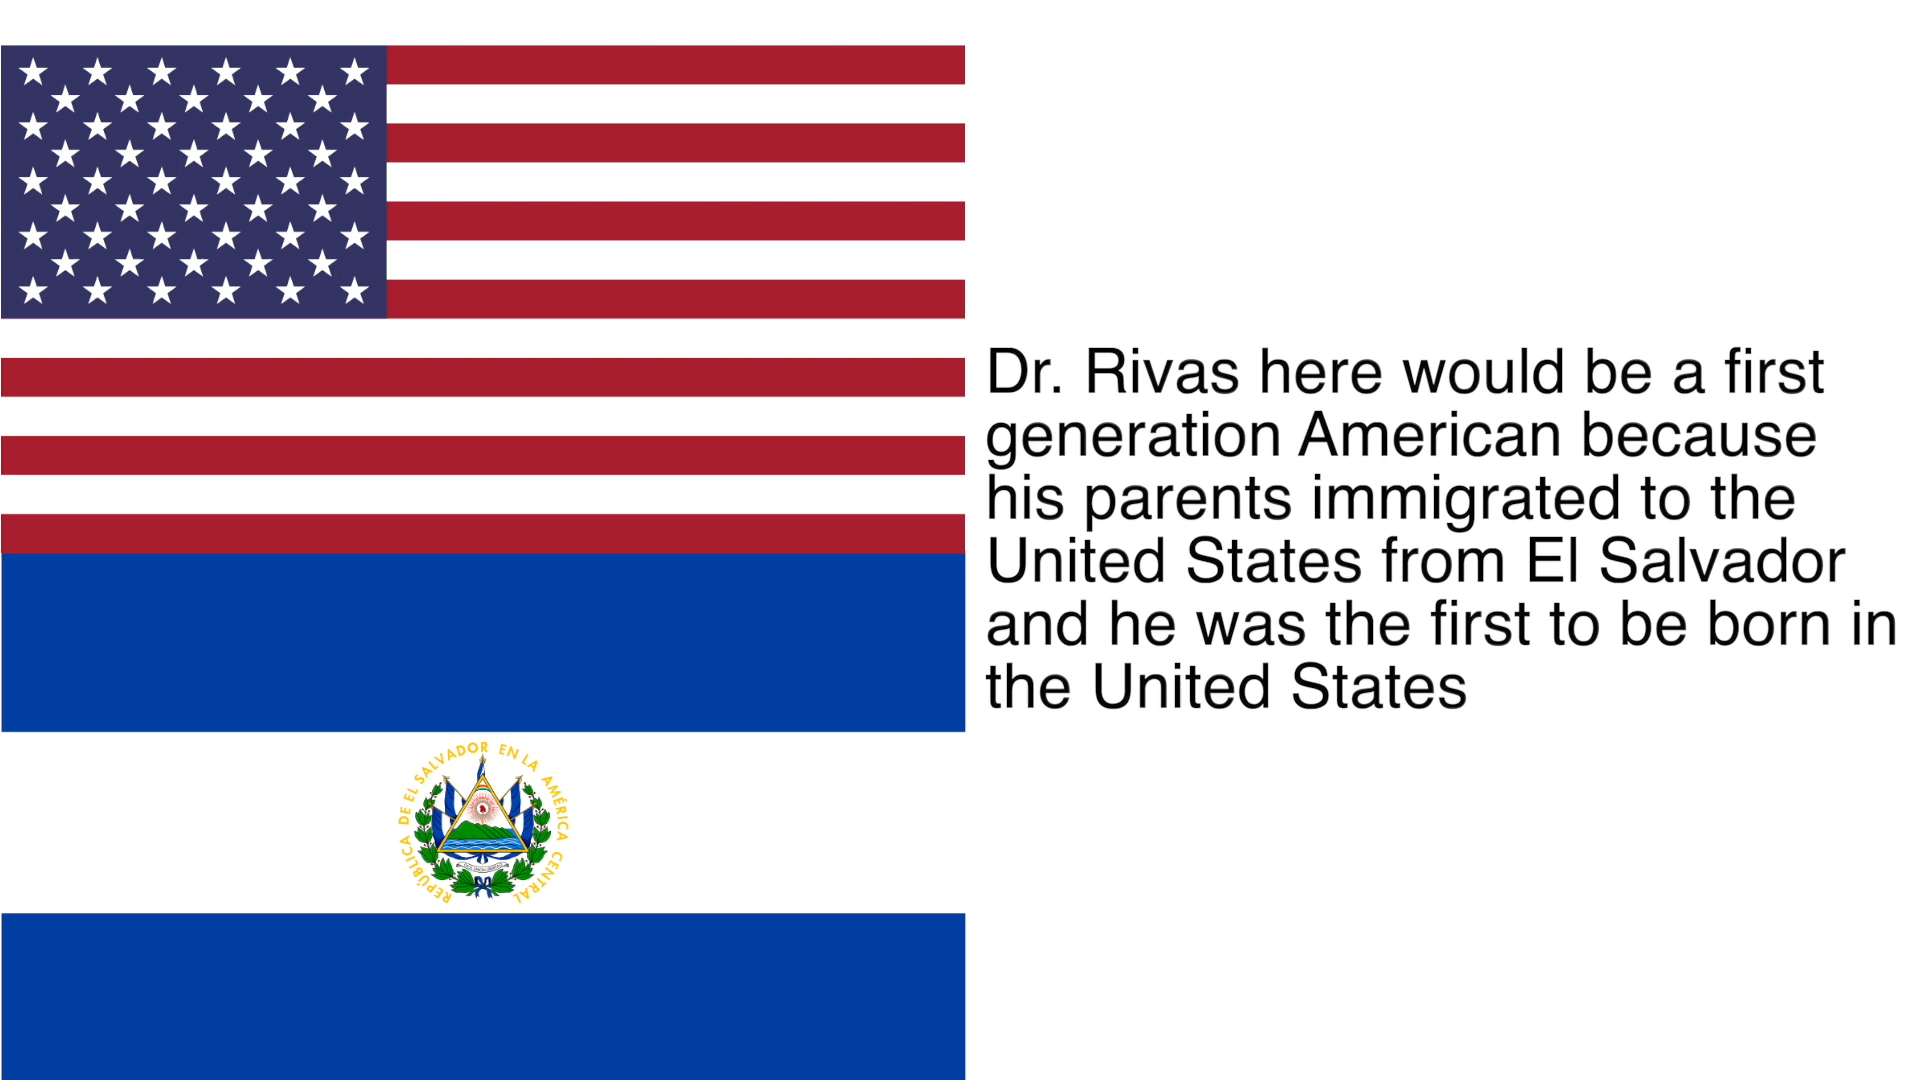 Dr. Rivas here would be a first
generation American because
his parents immigrated to the
United States from El Salvador
and he was the first to be born in
the United States
REPÚBLICA DE EL SALVADOR EN LA AMÉRICA CENTRAL